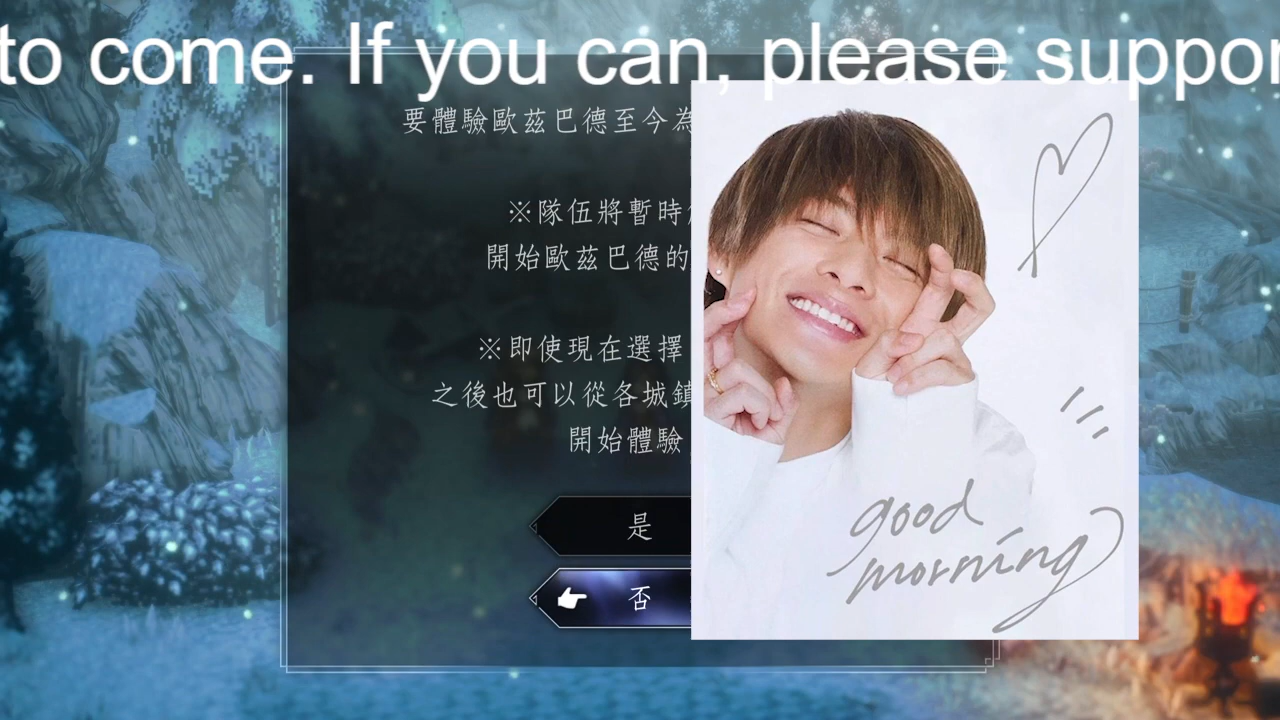 to come. If you can, please suppor
要體驗歐茲巴德至今為
※隊伍將暫時
開始歐茲巴德的
※即使現在選擇
之後也可以從各城鎮
開始體驗
是
否
good
morning